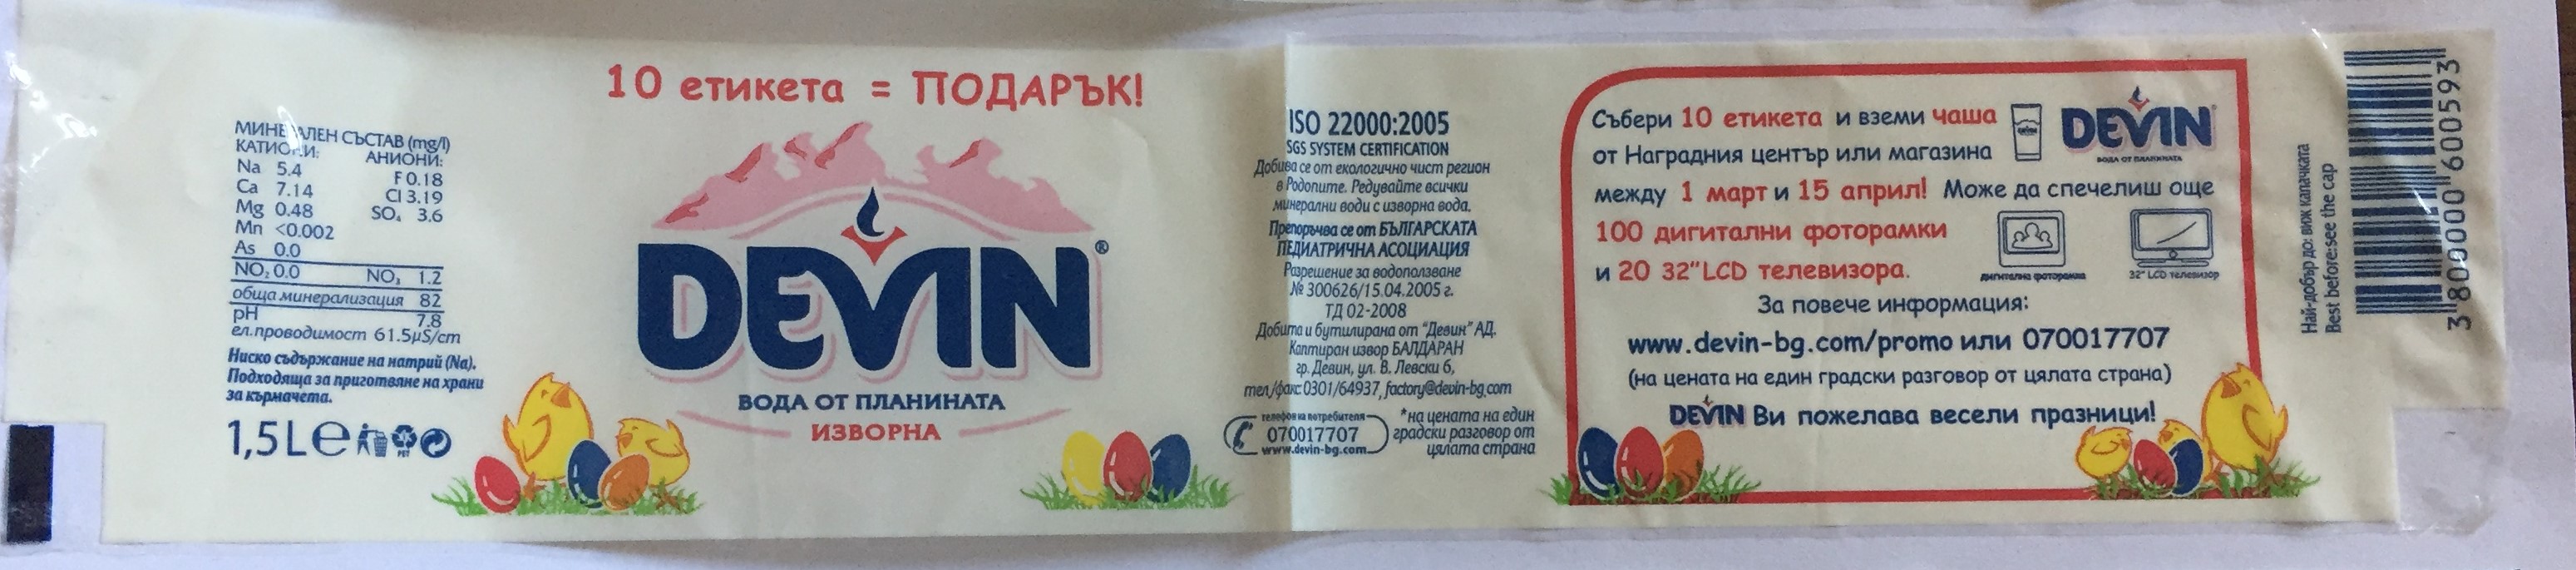 10 етикета = ПОДАРЪК!
МИНЕРАЛЕН СЪСТАВ (mg/l)
КАТИОНИ: АНИОНИ:
Na 5.4 F 0.18
Ca 7.14 Cl 3.19
Mg 0.48 SO₄ 3.6
Mn <0.002
As 0.0
NO₂ 0.0 NO₃ 1.2
обща минерализация 82
pH 7.8
ел.проводимост 61.5µS/cm
Ниско съдържание на натрий (Na).
Подходяща за приготвяне на храни
за кърмачета.
1,5 L e
PET
DEVIN®
ВОДА ОТ ПЛАНИНАТА
ИЗВОРНА
ISO 22000:2005
SGS SYSTEM CERTIFICATION
Добива се от екологично чист регион
в Родопите. Редувайте всички
минерални води с изворна вода.
Препоръчва се от БЪЛГАРСКАТА
ПЕДИАТРИЧНА АСОЦИАЦИЯ
Разрешение за водоползване
№ 300626/15.04.2005 г.
ТД 02-2008
Добита и бутилирана от "Девин" АД.
Каптиран извор БАЛДАРАН
гр. Девин, ул. В. Левски 6,
тел./факс 0301/64937, factory@devin-bg.com
телефон на потребителя
070017707
www.devin-bg.com
*на цената на един
градски разговор от
цялата страна
Събери 10 етикета и вземи чаша DEVIN®
ВОДА ОТ ПЛАНИНАТА
от Наградния център или магазина
между 1 март и 15 април! Може да спечелиш още
100 дигитални фоторамки
и 20 32"LCD телевизора.
дигитална фоторамка
32" LCD телевизор
За повече информация:
www.devin-bg.com/promo или 070017707
(на цената на един градски разговор от цялата страна)
DEVIN Ви пожелава весели празници!
Най-добър до: виж капачката
Best before:see the cap
3 800000 600593